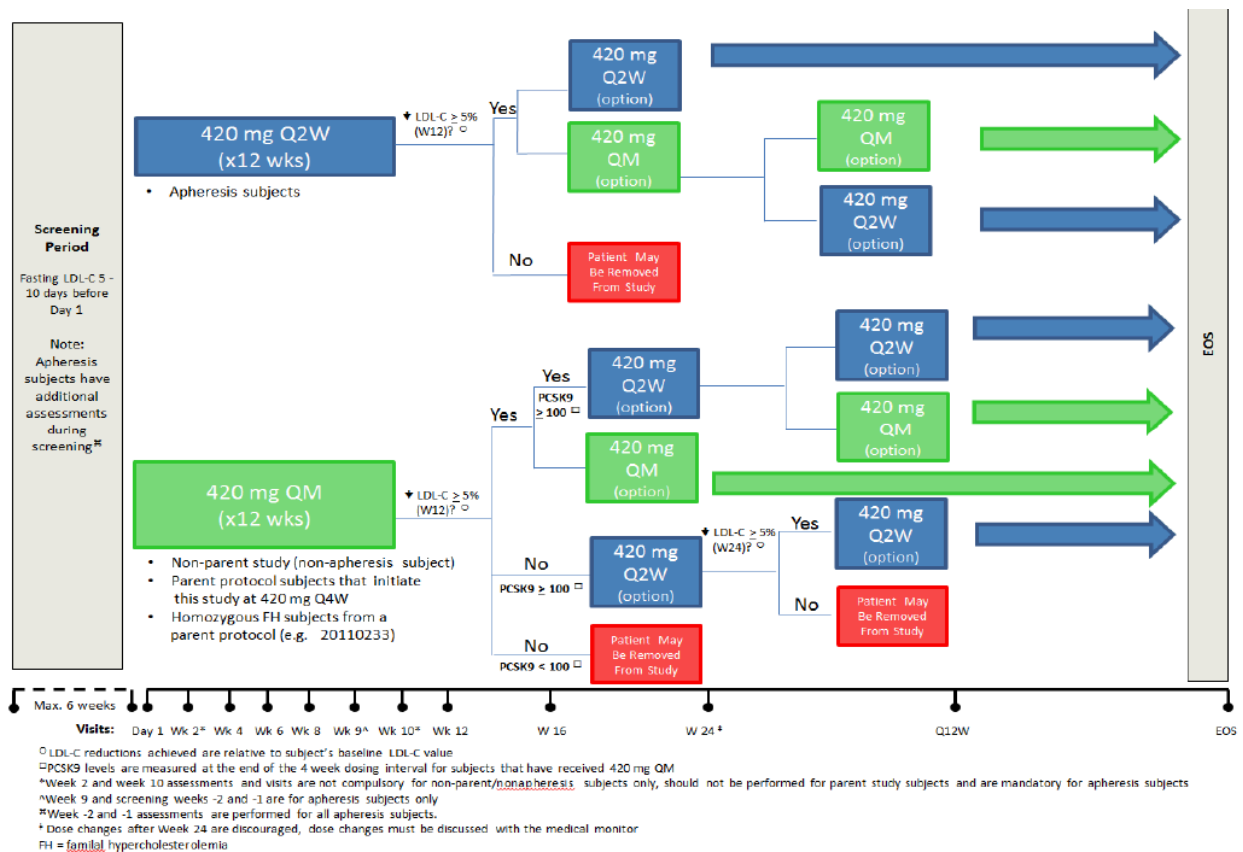 Screening
Period
Fasting LDL-C 5 -
10 days before
Day 1
Note:
Apheresis
subjects have
additional
assessments
during
screening⌘
420 mg Q2W
(x12 wks)
• Apheresis subjects
LDL-C ≥ 5%
(W12)? ○
Yes
420 mg
Q2W
(option)
420 mg
QM
(option)
420 mg
QM
(option)
420 mg
Q2W
(option)
No
Patient May
Be Removed
From Study
420 mg QM
(x12 wks)
• Non-parent study (non-apheresis subject)
• Parent protocol subjects that initiate
this study at 420 mg Q4W
• Homozygous FH subjects from a
parent protocol (e.g. 20110233)
LDL-C ≥ 5%
(W12)? ○
Yes
Yes
PCSK9
≥ 100 □
420 mg
Q2W
(option)
420 mg
Q2W
(option)
420 mg
QM
(option)
420 mg
QM
(option)
No
PCSK9 ≥ 100 □
420 mg
Q2W
(option)
LDL-C ≥ 5%
(W24)? ○
Yes
420 mg
Q2W
(option)
No
Patient May
Be Removed
From Study
No
PCSK9 < 100 □
Patient May
Be Removed
From Study
EOS
Max. 6 weeks
Visits: Day 1 Wk 2* Wk 4 Wk 6 Wk 8 Wk 9^ Wk 10* Wk 12 W 16 W 24‡ Q12W EOS
○ LDL-C reductions achieved are relative to subject's baseline LDL-C value
□PCSK9 levels are measured at the end of the 4 week dosing interval for subjects that have received 420 mg QM
*Week 2 and week 10 assessments and visits are not compulsory for non-parent/nonapheresis subjects only, should not be performed for parent study subjects and are mandatory for apheresis subjects
^Week 9 and screening weeks -2 and -1 are for apheresis subjects only
⌘Week -2 and -1 assessments are performed for all apheresis subjects.
‡ Dose changes after Week 24 are discouraged, dose changes must be discussed with the medical monitor
FH = familal hypercholesterolemia